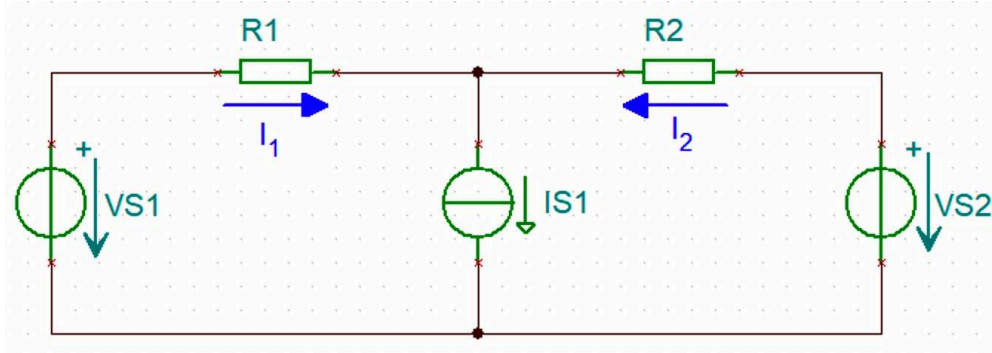 R1
R2
I1
I2
+
VS1
IS1
+
VS2